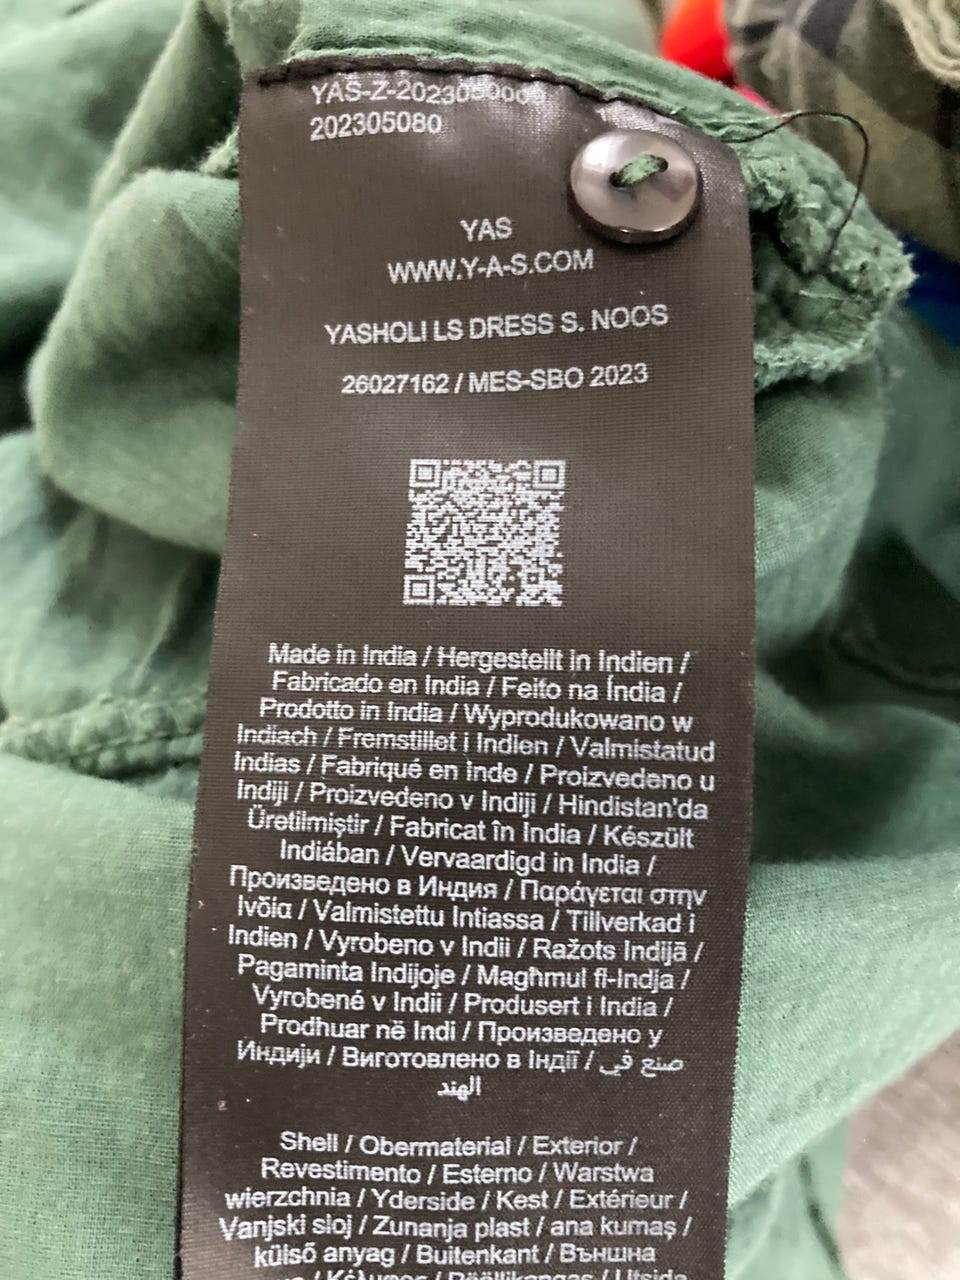 202305080
YAS
WWW.Y-A-S.COM
YASHOLI LS DRESS S. NOOS
26027162 / MES-SBO 2023
Made in India / Hergestellt in Indien /
Fabricado en India / Feito na Índia /
Prodotto in India / Wyprodukowano w
Indiach / Fremstillet i Indien / Valmistatud
Indias / Fabriqué en Inde / Proizvedeno u
Indiji / Proizvedeno v Indiji / Hindistan'da
Üretilmiştir / Fabricat în India / Készült
Indiában / Vervaardigd in India /
Произведено в Индия / Παράγεται στην
Ινδία / Valmistettu Intiassa / Tillverkad i
Indien / Vyrobeno v Indii / Ražots Indijā /
Pagaminta Indijoje / Magħmul fl-Indja /
Vyrobené v Indii / Produsert i India /
Prodhuar në Indi / Произведено у
Индији / Виготовлено в Індії / صنع في
الهند
Shell / Obermaterial / Exterior /
Revestimento / Esterno / Warstwa
wierzchnia / Yderside / Kest / Extérieur /
Vanjski sloj / Zunanja plast / ana kumaş /
külső anyag / Buitenkant / Външна
/ Utsida